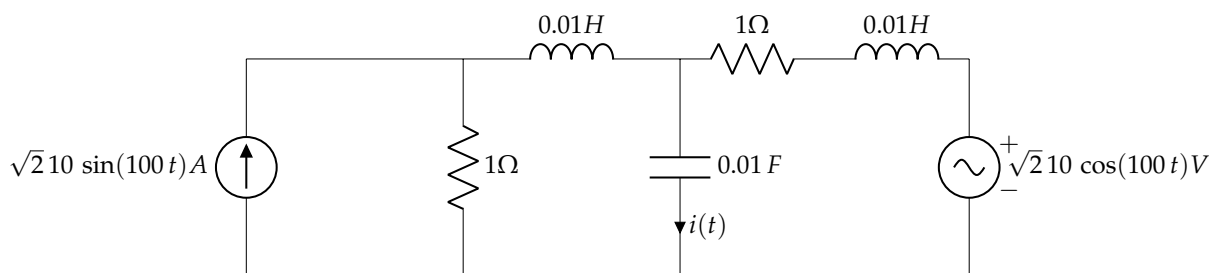 0.01H
1Ω
0.01H
√2 10 sin(100 t)A
1Ω
0.01 F
i(t)
+
−
√2 10 cos(100 t)V